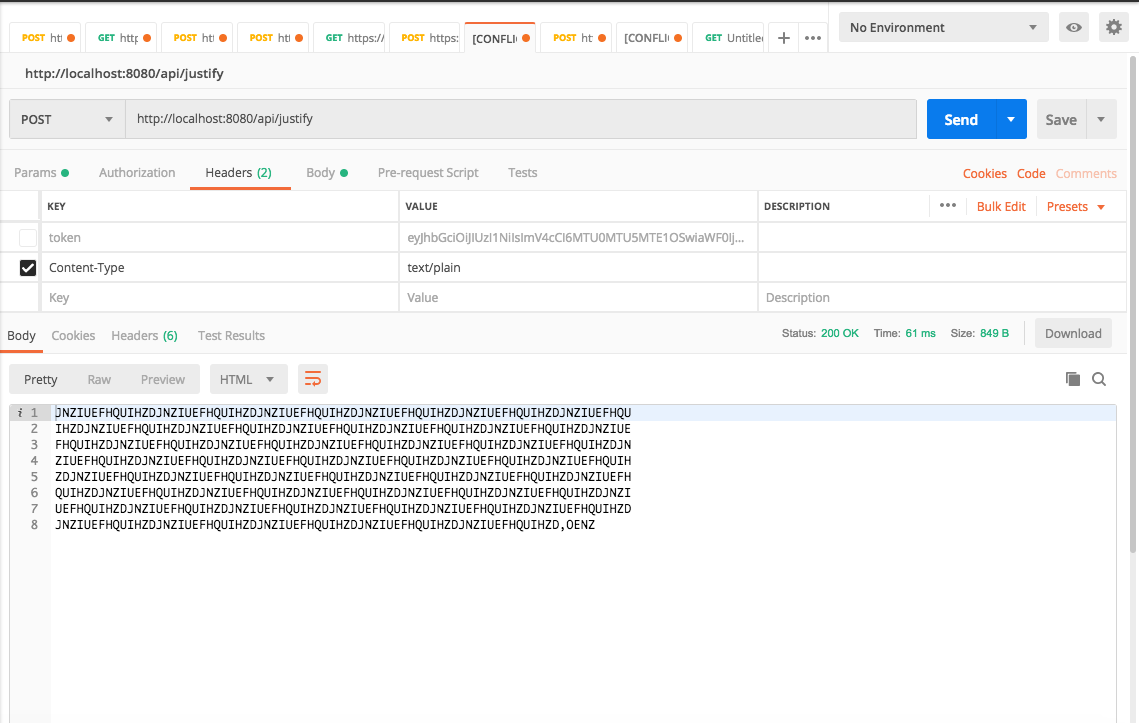 POST htt GET http POST htt POST htt GET https:// POST https: [CONFLI POST htt [CONFLI GET Untitled + ••• No Environment
http://localhost:8080/api/justify
POST http://localhost:8080/api/justify Send Save
Params Authorization Headers (2) Body Pre-request Script Tests Cookies Code Comments
KEY VALUE DESCRIPTION ••• Bulk Edit Presets
token
Content-Type text/plain
Key Value Description
Body Cookies Headers (6) Test Results Status: 200 OK Time: 61 ms Size: 849 B Download
Pretty Raw Preview HTML
i 1 JNZIUEFHQUIHZDJNZIUEFHQUIHZDJNZIUEFHQUIHZDJNZIUEFHQUIHZDJNZIUEFHQUIHZDJNZIUEFHQU
2 IHZDJNZIUEFHQUIHZDJNZIUEFHQUIHZDJNZIUEFHQUIHZDJNZIUEFHQUIHZDJNZIUEFHQUIHZDJNZIUE
3 FHQUIHZDJNZIUEFHQUIHZDJNZIUEFHQUIHZDJNZIUEFHQUIHZDJNZIUEFHQUIHZDJNZIUEFHQUIHZDJN
4 ZIUEFHQUIHZDJNZIUEFHQUIHZDJNZIUEFHQUIHZDJNZIUEFHQUIHZDJNZIUEFHQUIHZDJNZIUEFHQUIH
5 ZDJNZIUEFHQUIHZDJNZIUEFHQUIHZDJNZIUEFHQUIHZDJNZIUEFHQUIHZDJNZIUEFHQUIHZDJNZIUEFH
6 QUIHZDJNZIUEFHQUIHZDJNZIUEFHQUIHZDJNZIUEFHQUIHZDJNZIUEFHQUIHZDJNZIUEFHQUIHZDJNZI
7 UEFHQUIHZDJNZIUEFHQUIHZDJNZIUEFHQUIHZDJNZIUEFHQUIHZDJNZIUEFHQUIHZDJNZIUEFHQUIHZD
8 JNZIUEFHQUIHZDJNZIUEFHQUIHZDJNZIUEFHQUIHZDJNZIUEFHQUIHZDJNZIUEFHQUIHZD,OENZ